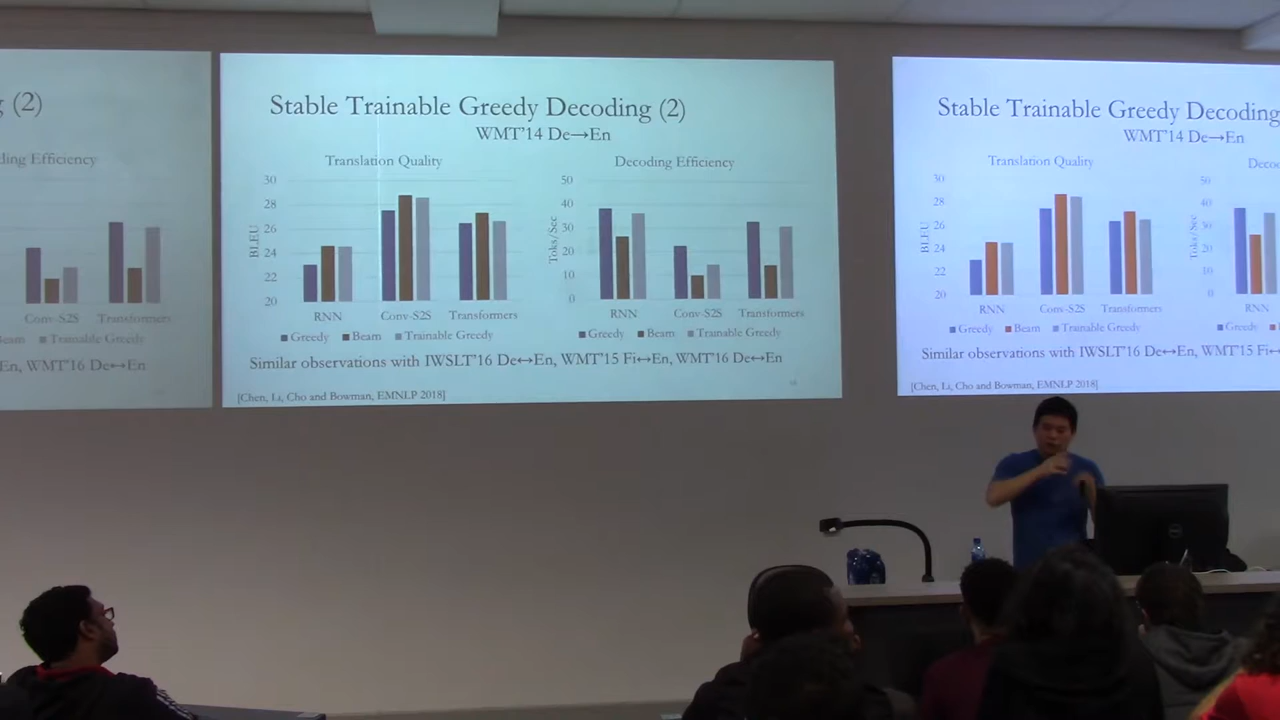 g (2)
ding Efficiency
Conv-S2S Transformers
Beam Trainable Greedy
En, WMT'16 De↔En
Stable Trainable Greedy Decoding (2)
WMT'14 De→En
Translation Quality
BLEU
30
28
26
24
22
20
RNN Conv-S2S Transformers
Greedy Beam Trainable Greedy
Decoding Efficiency
Toks/Sec
50
40
30
20
10
0
RNN Conv-S2S Transformers
Greedy Beam Trainable Greedy
Similar observations with IWSLT'16 De↔En, WMT'15 Fi↔En, WMT'16 De↔En
[Chen, Li, Cho and Bowman, EMNLP 2018]
Stable Trainable Greedy Decoding
WMT'14 De→En
Translation Quality
BLEU
30
28
26
24
22
20
RNN Conv-S2S Transformers
Greedy Beam Trainable Greedy
Deco
Toks/Sec
50
40
30
20
10
0
RNN
Greedy
Similar observations with IWSLT'16 De↔En, WMT'15 Fi↔
[Chen, Li, Cho and Bowman, EMNLP 2018]